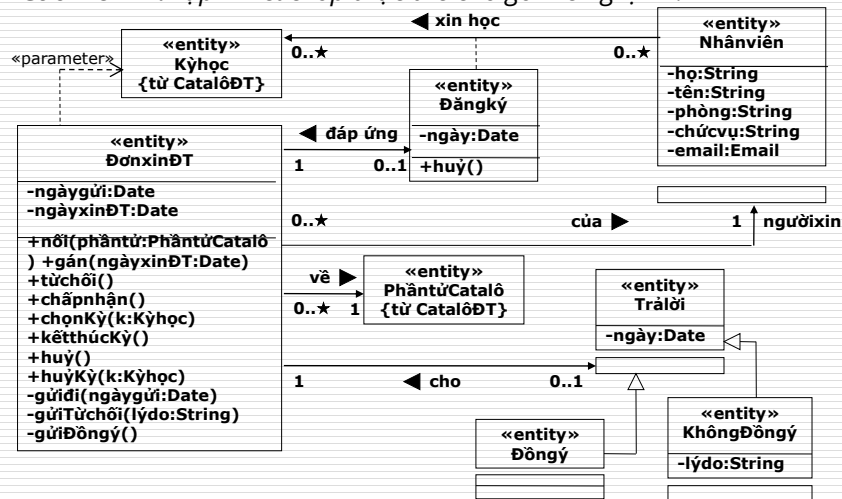 ◀ xin học
«entity»
Kỳhọc
{từ CatalôĐT}
«parameter»
0..★
0..★
«entity»
Nhânviên
-họ:String
-tên:String
-phòng:String
-chứcvụ:String
-email:Email
«entity»
Đăngký
-ngày:Date
+huỷ()
◀ đáp ứng
1
0..1
«entity»
ĐơnxinĐT
-ngàygửi:Date
-ngàyxinĐT:Date
+nối(phầntử:PhầntửCatalô
) +gán(ngàyxinĐT:Date)
+từchối()
+chấpnhận()
+chọnKỳ(k:Kỳhọc)
+kếtthúcKỳ()
+huỷ()
+huỷKỳ(k:Kỳhọc)
-gửiđi(ngàygửi:Date)
-gửiTừchối(lýdo:String)
-gửiĐồngý()
0..★
của ▶
1 ngườixin
về ▶
0..★ 1
«entity»
PhầntửCatalô
{từ CatalôĐT}
«entity»
Trảlời
-ngày:Date
1
◀ cho
0..1
«entity»
Đồngý
«entity»
KhôngĐồngý
-lýdo:String